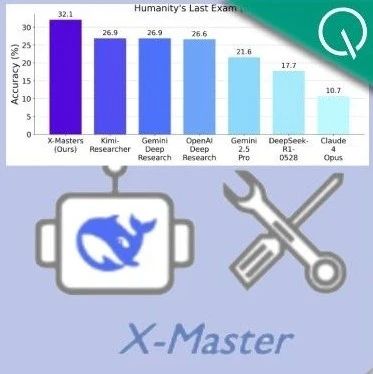 Humanity's Last Exam
Accuracy (%)
30
25
20
15
10
5
0
32.1
26.9
26.9
26.6
21.6
17.7
10.7
X-Masters
(Ours)
Kimi-
Researcher
Gemini
Deep
Research
OpenAI
Deep
Research
Gemini
2.5
Pro
DeepSeek-
R1-
0528
Claude
4
Opus
X-Master